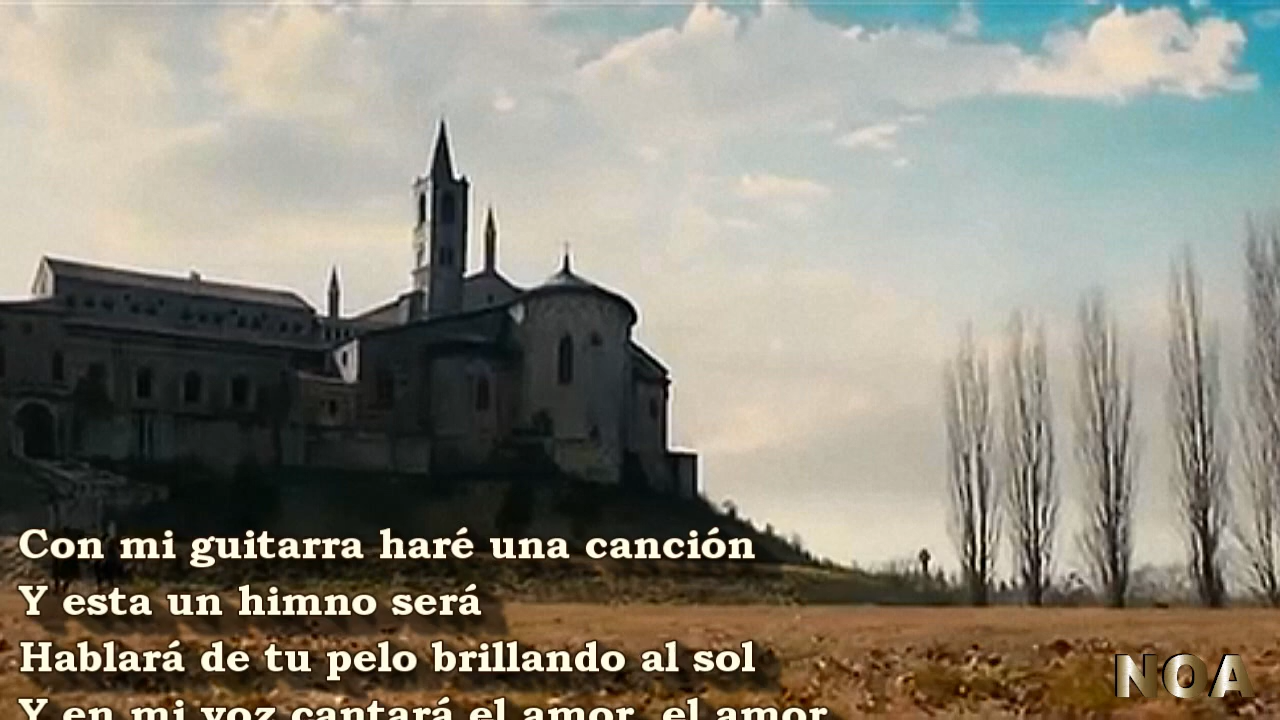 Con mi guitarra haré una canción
Y esta un himno será
Hablará de tu pelo brillando al sol
Y en mi voz cantará el amor, el amor
NOA